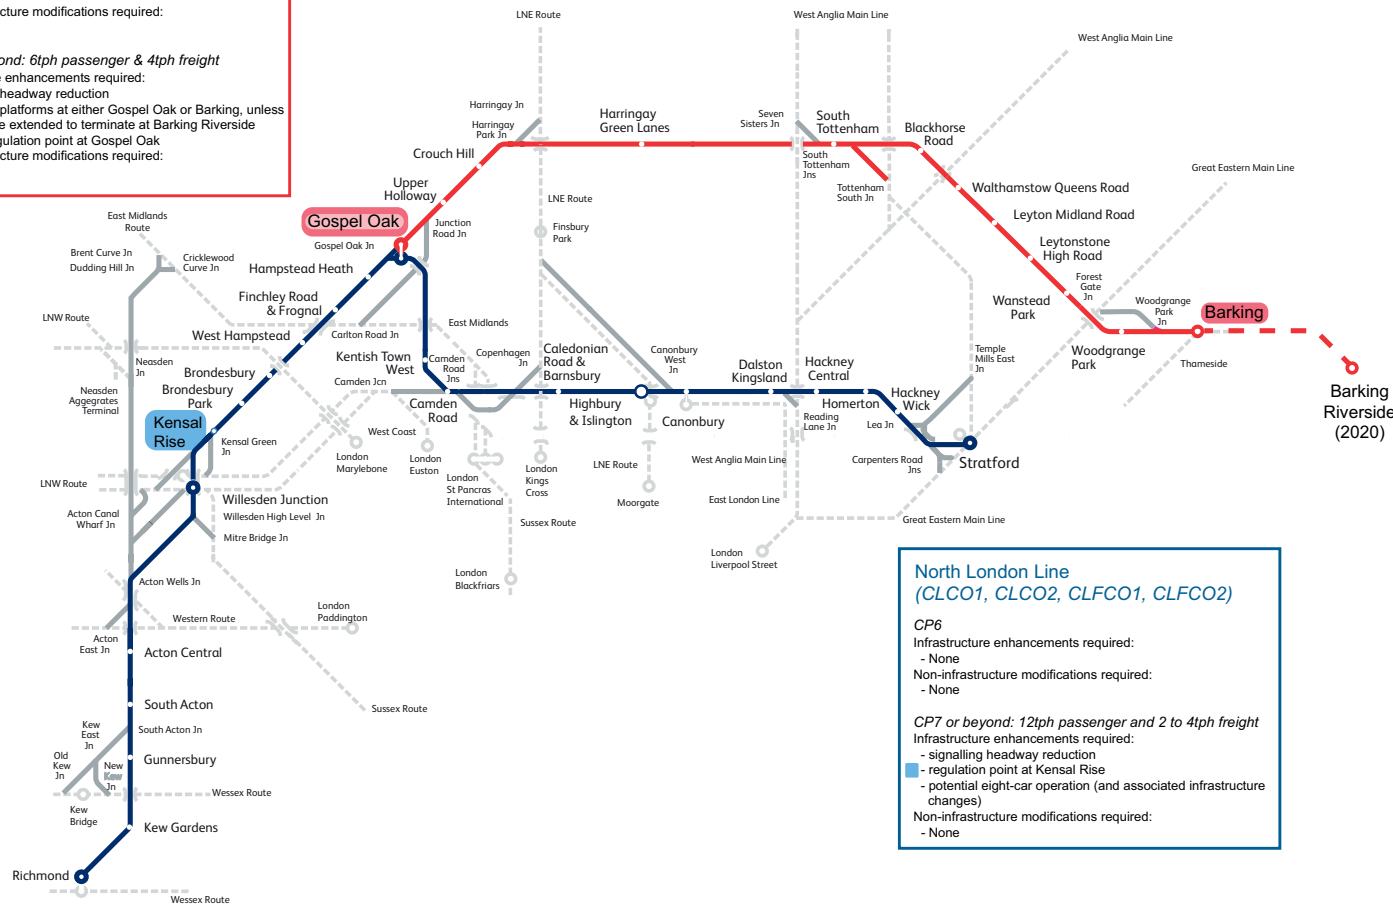 cture modifications required:
ond: 6tph passenger & 4tph freight
e enhancements required:
headway reduction
platforms at either Gospel Oak or Barking, unless
e extended to terminate at Barking Riverside
gulation point at Gospel Oak
cture modifications required:
LNE Route
West Anglia Main Line
West Anglia Main Line
Harringay Jn
Harringay
Park Jn
Harringay
Green Lanes
Seven
Sisters Jn
South
Tottenham
Blackhorse
Road
Crouch Hill
South
Tottenham
Jns
Great Eastern Main Line
Upper
Holloway
Tottenham
South Jn
Walthamstow Queens Road
LNE Route
East Midlands
Route
Gospel Oak
Junction
Road Jn
Finsbury
Park
Leyton Midland Road
Gospel Oak Jn
Leytonstone
High Road
Brent Curve Jn
Dudding Hill Jn
Cricklewood
Curve Jn
Hampstead Heath
Forest
Gate
Jn
Finchley Road
& Frognal
Wanstead
Park
Woodgrange
Park
Jn
Barking
LNW Route
West Hampstead
Carlton Road Jn
East Midlands
Kentish Town
West
Camden
Road
Jns
Copenhagen
Jn
Caledonian
Road &
Barnsbury
Canonbury
West
Jn
Dalston
Kingsland
Hackney
Central
Temple
Mills East
Jn
Woodgrange
Park
Thameside
Neasden
Jn
Brondesbury
Camden Jcn
Neasden
Aggegrates
Terminal
Brondesbury
Park
Camden
Road
Highbury
& Islington
Canonbury
Homerton
Hackney
Wick
Barking
Riverside
(2020)
Kensal
Rise
Kensal Green
Jn
West Coast
Reading
Lane Jn
Lea Jn
London
Marylebone
London
Euston
London
St Pancras
International
London
Kings
Cross
LNE Route
West Anglia Main Line
Carpenters Road
Jns
Stratford
LNW Route
Willesden Junction
Moorgate
East London Line
Acton Canal
Wharf Jn
Willesden High Level Jn
Sussex Route
Great Eastern Main Line
Mitre Bridge Jn
London
Liverpool Street
Acton Wells Jn
London
Blackfriars
London
Paddington
Western Route
Acton
East Jn
Acton Central
South Acton
Sussex Route
Kew
East
Jn
South Acton Jn
Old
Kew
Jn
New
Kew
Jn
Gunnersbury
Wessex Route
Kew
Bridge
Kew Gardens
Richmond
Wessex Route
North London Line
(CLCO1, CLCO2, CLFCO1, CLFCO2)
CP6
Infrastructure enhancements required:
- None
Non-infrastructure modifications required:
- None
CP7 or beyond: 12tph passenger and 2 to 4tph freight
Infrastructure enhancements required:
- signalling headway reduction
- regulation point at Kensal Rise
- potential eight-car operation (and associated infrastructure
changes)
Non-infrastructure modifications required:
- None